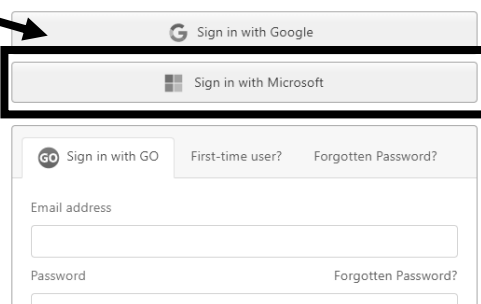 Sign in with Google
Sign in with Microsoft
GO Sign in with GO First-time user? Forgotten Password?
Email address
Password Forgotten Password?